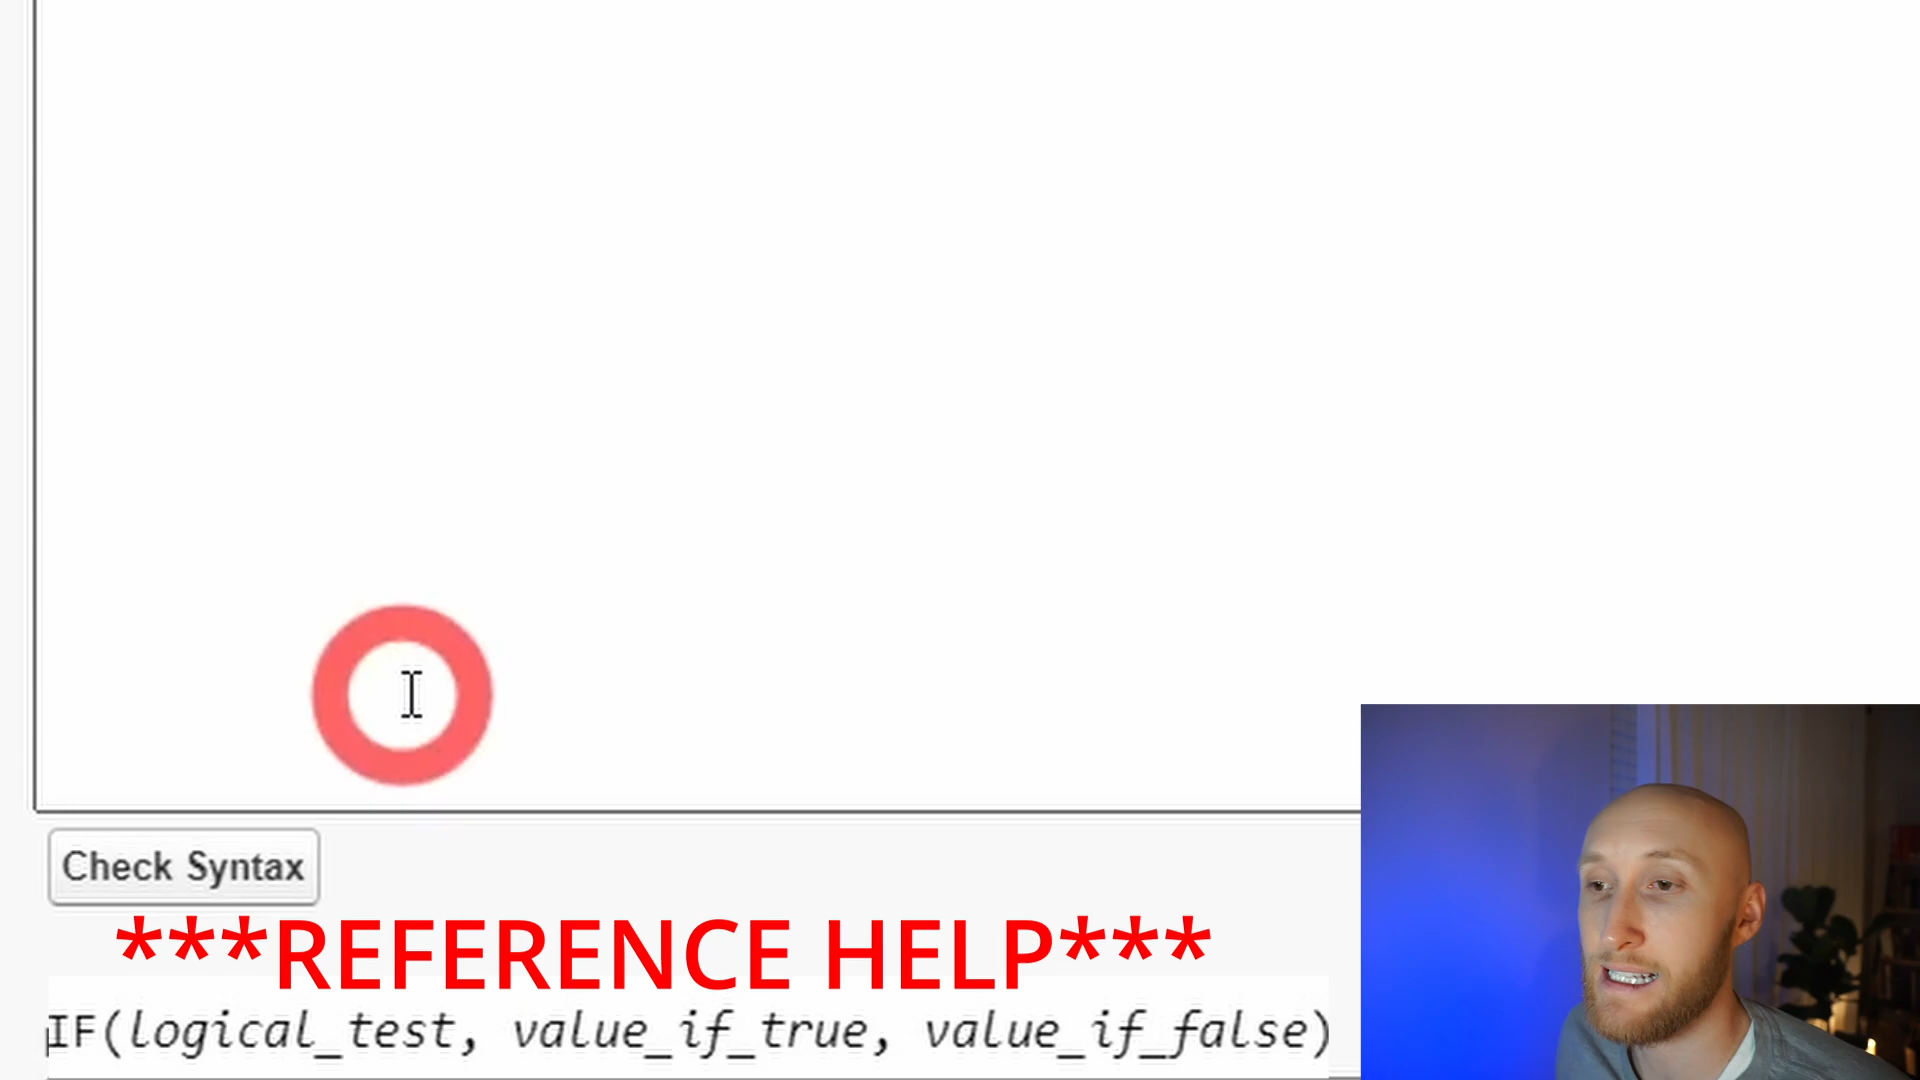 Check Syntax
***REFERENCE HELP***
IF(logical_test, value_if_true, value_if_false)